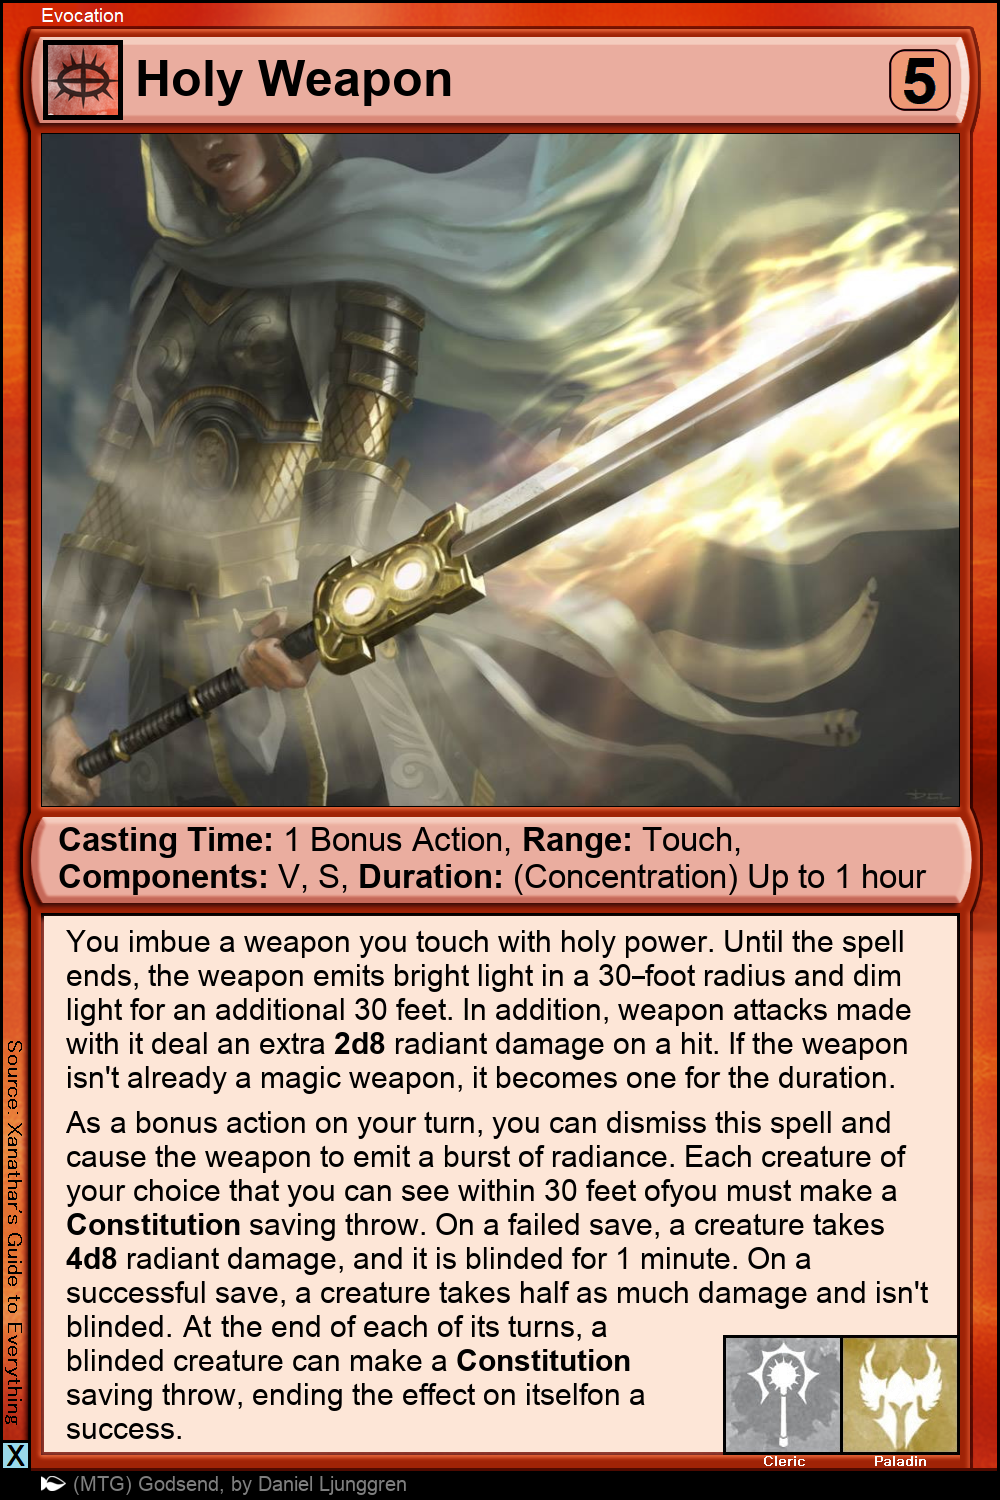 Evocation
Holy Weapon
5
Casting Time: 1 Bonus Action, Range: Touch,
Components: V, S, Duration: (Concentration) Up to 1 hour
You imbue a weapon you touch with holy power. Until the spell
ends, the weapon emits bright light in a 30–foot radius and dim
light for an additional 30 feet. In addition, weapon attacks made
with it deal an extra 2d8 radiant damage on a hit. If the weapon
isn't already a magic weapon, it becomes one for the duration.
As a bonus action on your turn, you can dismiss this spell and
cause the weapon to emit a burst of radiance. Each creature of
your choice that you can see within 30 feet ofyou must make a
Constitution saving throw. On a failed save, a creature takes
4d8 radiant damage, and it is blinded for 1 minute. On a
successful save, a creature takes half as much damage and isn't
blinded. At the end of each of its turns, a
blinded creature can make a Constitution
saving throw, ending the effect on itselfon a
success.
Cleric
Paladin
Source: Xanathar's Guide to Everything
X
(MTG) Godsend, by Daniel Ljunggren